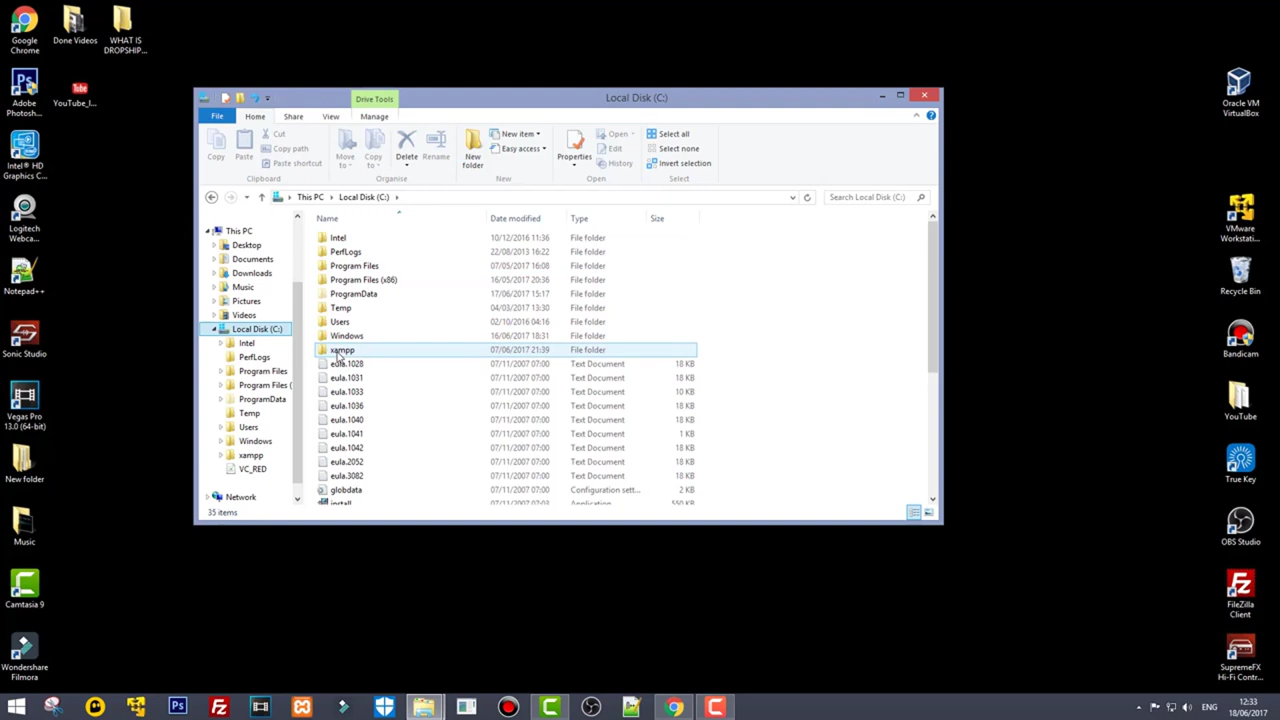 Google
Chrome
Done Videos
WHAT IS
DROPSHIP...
Adobe
Photosh...
YouTube_I...
Intel® HD
Graphics C...
Logitech
Webca...
Notepad++
Sonic Studio
Vegas Pro
13.0 (64-bit)
New folder
Music
Camtasia 9
Wondershare
Filmora
Local Disk (C:)
Drive Tools
File
Home
Share
View
Manage
Copy
Paste
Cut
Copy path
Paste shortcut
Clipboard
Move
to
Copy
to
Delete
Rename
Organise
New
folder
New item
Easy access
New
Properties
Open
Edit
History
Open
Select all
Select none
Invert selection
Select
This PC
Local Disk (C:)
Search Local Disk (C:)
This PC
Desktop
Documents
Downloads
Music
Pictures
Videos
Local Disk (C:)
Intel
PerfLogs
Program Files
Program Files (
ProgramData
Temp
Users
Windows
xampp
VC_RED
Network
Name Date modified Type Size
Intel 10/12/2016 11:36 File folder
PerfLogs 22/08/2013 16:22 File folder
Program Files 07/05/2017 16:08 File folder
Program Files (x86) 16/05/2017 20:36 File folder
ProgramData 17/06/2017 15:17 File folder
Temp 04/03/2017 13:30 File folder
Users 02/10/2016 04:16 File folder
Windows 16/06/2017 18:31 File folder
xampp 07/06/2017 21:39 File folder
eula.1028 07/11/2007 07:00 Text Document 18 KB
eula.1031 07/11/2007 07:00 Text Document 18 KB
eula.1033 07/11/2007 07:00 Text Document 10 KB
eula.1036 07/11/2007 07:00 Text Document 18 KB
eula.1040 07/11/2007 07:00 Text Document 18 KB
eula.1041 07/11/2007 07:00 Text Document 1 KB
eula.1042 07/11/2007 07:00 Text Document 18 KB
eula.2052 07/11/2007 07:00 Text Document 18 KB
eula.3082 07/11/2007 07:00 Text Document 18 KB
globdata 07/11/2007 07:00 Configuration sett... 2 KB
install 07/11/2007 07:03 Application 550 KB
35 items
Oracle VM
VirtualBox
VMware
Workstati...
Recycle Bin
Bandicam
YouTube
True Key
OBS Studio
FileZilla
Client
SupremeFX
Hi-Fi Contr...
ENG
12:33
18/06/2017